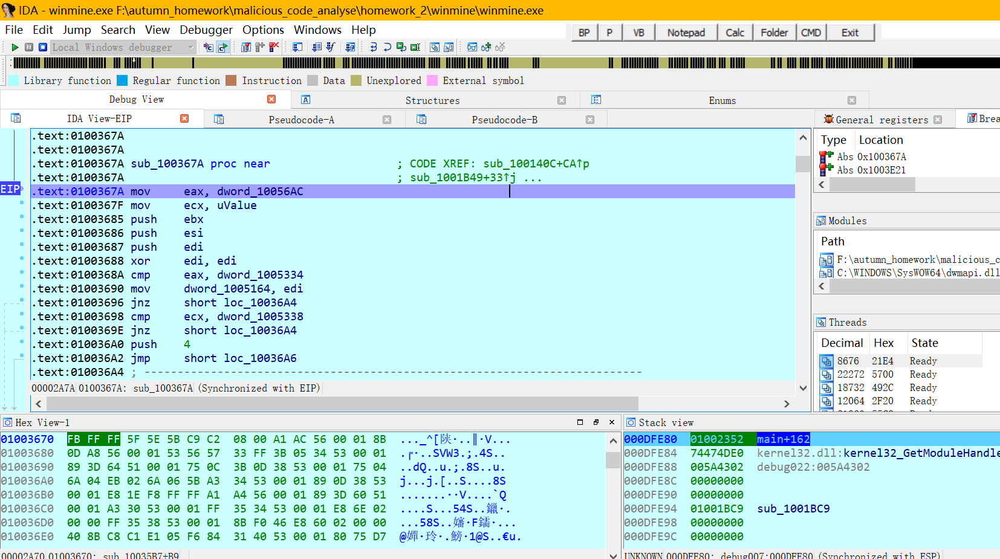 IDA - winmine.exe F:\autumn_homework\malicious_code_analyse\homework_2\winmine\winmine.exe
File Edit Jump Search View Debugger Options Windows Help
BP P VB Notepad Calc Folder CMD Exit
Local Windows debugger
Library function Regular function Instruction Data Unexplored External symbol
Debug View Structures Enums
IDA View-EIP Pseudocode-A Pseudocode-B
.text:0100367A
.text:0100367A
.text:0100367A sub_100367A proc near ; CODE XREF: sub_100140C+CA↑p
.text:0100367A ; sub_1001B49+33↑j ...
EIP .text:0100367A mov eax, dword_10056AC
.text:0100367F mov ecx, uValue
.text:01003685 push ebx
.text:01003686 push esi
.text:01003687 push edi
.text:01003688 xor edi, edi
.text:0100368A cmp eax, dword_1005334
.text:01003690 mov dword_1005164, edi
.text:01003696 jnz short loc_10036A4
.text:01003698 cmp ecx, dword_1005338
.text:0100369E jnz short loc_10036A4
.text:010036A0 push 4
.text:010036A2 jmp short loc_10036A6
.text:010036A4 ; ---------------------------------------------------------------------------
00002A7A 0100367A: sub_100367A (Synchronized with EIP)
General registers Brea
Type Location
Abs 0x100367A
Abs 0x1003E21
Modules
Path
F:\autumn_homework\malicious_c
C:\WINDOWS\SysWOW64\dwmapi.dll
Threads
Decimal Hex State
8676 21E4 Ready
22272 5700 Ready
18732 492C Ready
12064 2F20 Ready
Hex View-1
01003670 FB FF FF 5F 5E 5B C9 C2 08 00 A1 AC 56 00 01 8B ..._^[陕·..‖·V...
01003680 0D A8 56 00 01 53 56 57 33 FF 3B 05 34 53 00 01 .╓·..SVW3.;.4S..
01003690 89 3D 64 51 00 01 75 0C 3B 0D 38 53 00 01 75 04 ..dQ..u.;.8S..u.
010036A0 6A 04 EB 02 6A 06 5B A3 34 53 00 01 89 0D 38 53 j...j.[..S....8S
010036B0 00 01 E8 1E F8 FF FF A1 A4 56 00 01 89 3D 60 51 .......··V....`Q
010036C0 00 01 A3 30 53 00 01 FF 35 34 53 00 01 E8 6E 02 ....S...54S..鑞·.
010036D0 00 00 FF 35 38 53 00 01 8B F0 46 E8 60 02 00 00 ...58S..嬸·F鑐·...
010036E0 40 8B C8 C1 E1 05 F6 84 31 40 53 00 01 80 75 D7 @嬋·玲·.鰟·1@S..€u.
00002A70 01003670: sub_10035B7+B9
Stack view
000DFE80 01002352 main+162
000DFE84 74474DE0 kernel32.dll:kernel32_GetModuleHandle
000DFE88 005A4302 debug022:005A4302
000DFE8C 00000000
000DFE90 00000000
000DFE94 01001BC9 sub_1001BC9
000DFE98 00000000
000DFE9C 00000000
UNKNOWN 000DFE80: debug007:000DFE80 (Synchronized with ESP)